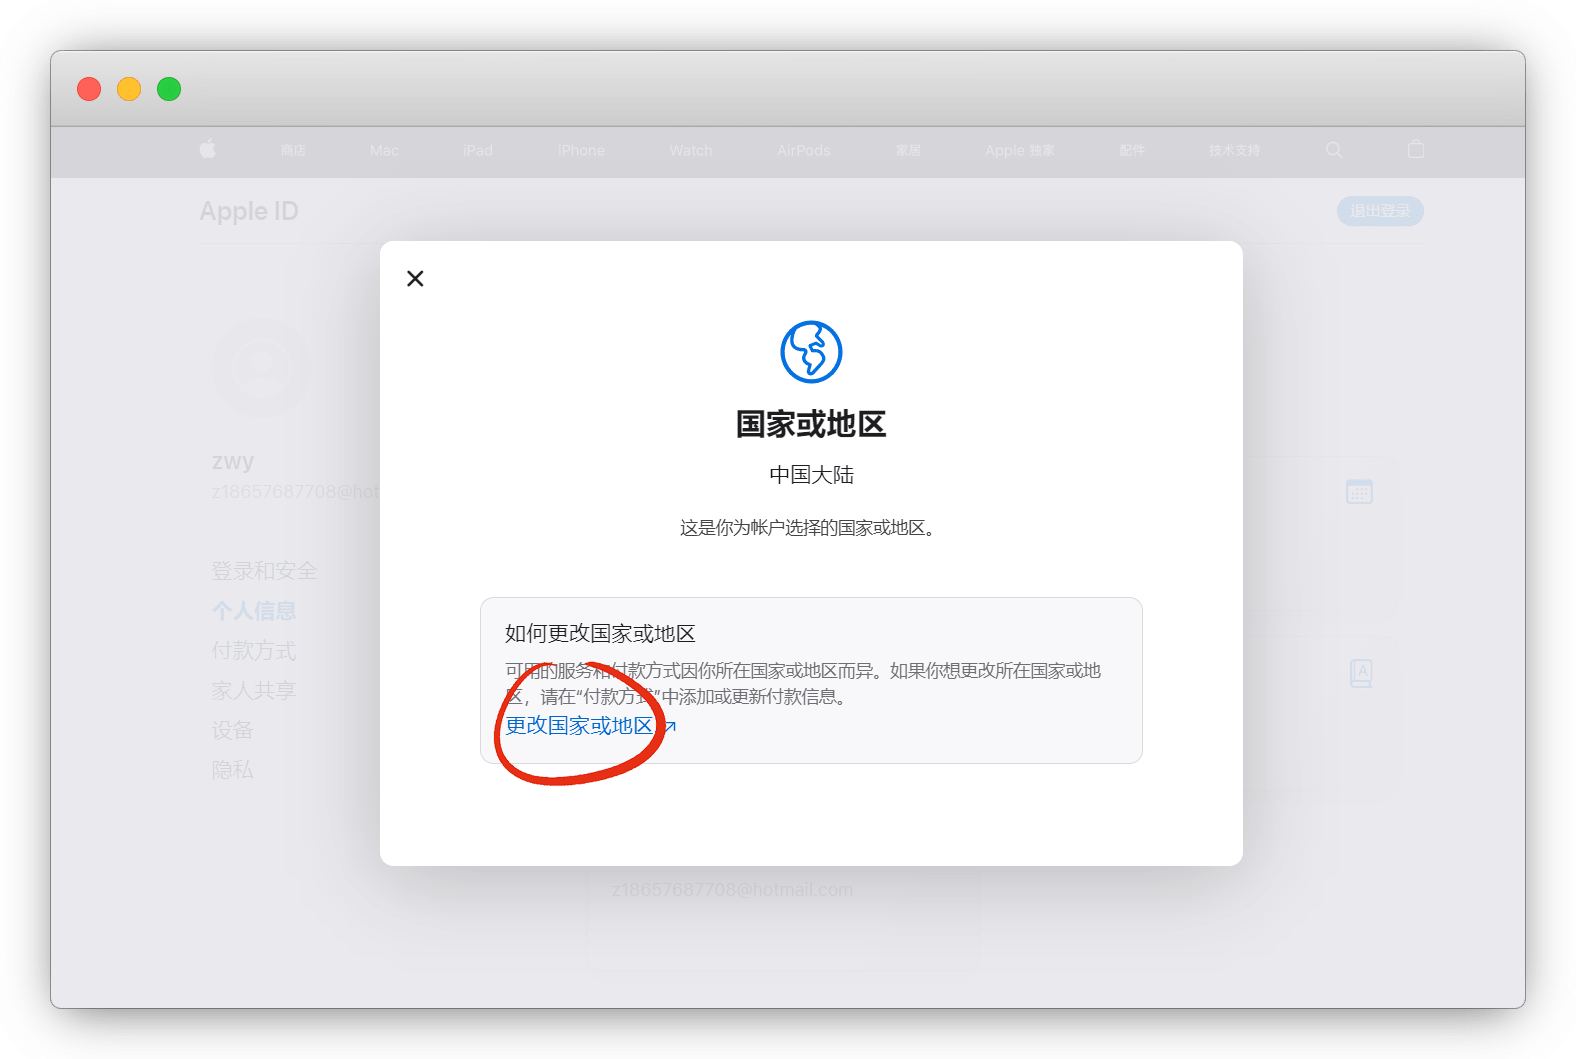 商店 Mac iPad iPhone Watch AirPods 家居 Apple 独家 配件 技术支持
Apple ID
退出登录
zwy
z18657687708@hot
登录和安全
个人信息
付款方式
家人共享
设备
隐私
国家或地区
中国大陆
这是你为帐户选择的国家或地区。
如何更改国家或地区
可用的服务和付款方式因你所在国家或地区而异。如果你想更改所在国家或地
区，请在“付款方式”中添加或更新付款信息。
更改国家或地区
z18657687708@hotmail.com